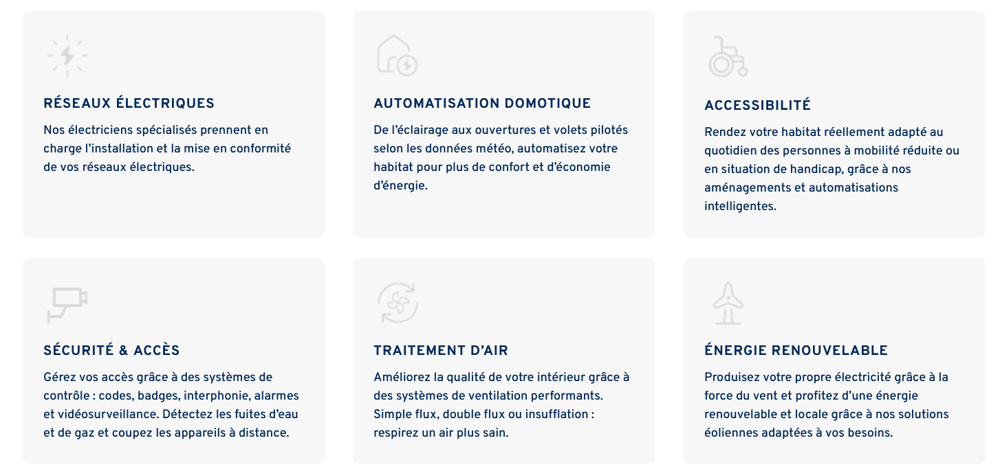 RÉSEAUX ÉLECTRIQUES
Nos électriciens spécialisés prennent en
charge l’installation et la mise en conformité
de vos réseaux électriques.
AUTOMATISATION DOMOTIQUE
De l’éclairage aux ouvertures et volets pilotés
selon les données météo, automatisez votre
habitat pour plus de confort et d’économie
d’énergie.
ACCESSIBILITÉ
Rendez votre habitat réellement adapté au
quotidien des personnes à mobilité réduite ou
en situation de handicap, grâce à nos
aménagements et automatisations
intelligentes.
SÉCURITÉ & ACCÈS
Gérez vos accès grâce à des systèmes de
contrôle : codes, badges, interphonie, alarmes
et vidéosurveillance. Détectez les fuites d’eau
et de gaz et coupez les appareils à distance.
TRAITEMENT D’AIR
Améliorez la qualité de votre intérieur grâce à
des systèmes de ventilation performants.
Simple flux, double flux ou insufflation :
respirez un air plus sain.
ÉNERGIE RENOUVELABLE
Produisez votre propre électricité grâce à la
force du vent et profitez d’une énergie
renouvelable et locale grâce à nos solutions
éoliennes adaptées à vos besoins.